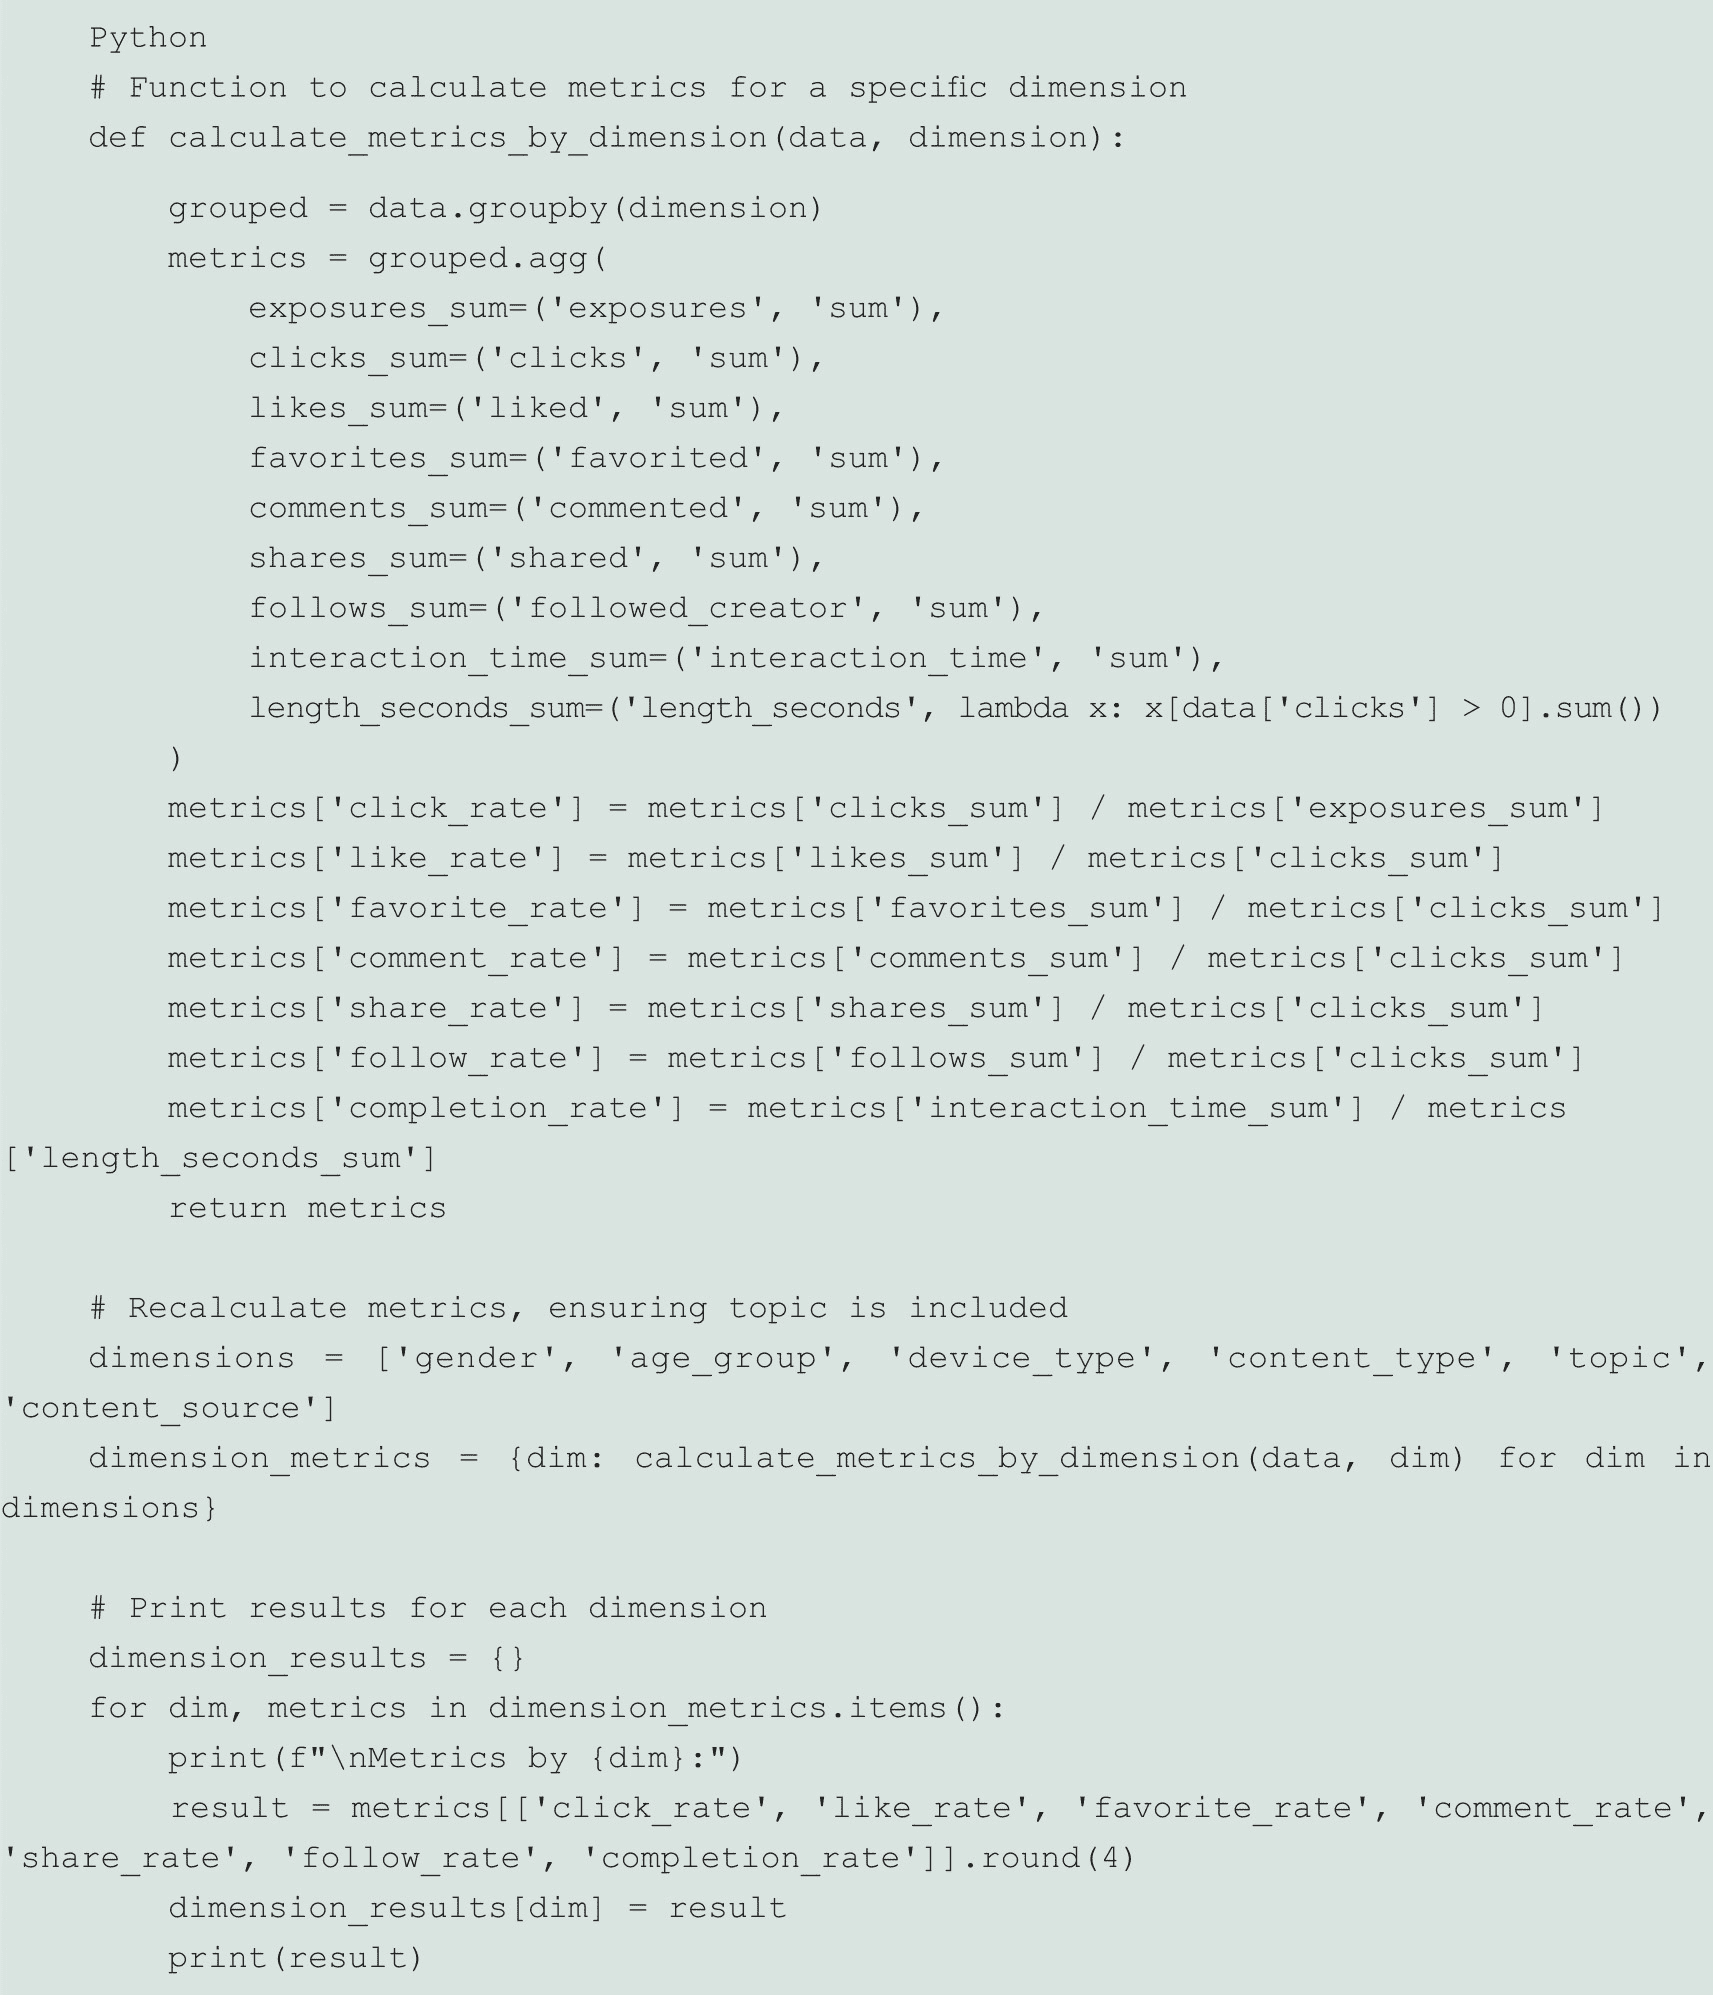 Python
# Function to calculate metrics for a specific dimension
def calculate_metrics_by_dimension(data, dimension):
    grouped = data.groupby(dimension)
    metrics = grouped.agg(
        exposures_sum=('exposures', 'sum'),
        clicks_sum=('clicks', 'sum'),
        likes_sum=('liked', 'sum'),
        favorites_sum=('favorited', 'sum'),
        comments_sum=('commented', 'sum'),
        shares_sum=('shared', 'sum'),
        follows_sum=('followed_creator', 'sum'),
        interaction_time_sum=('interaction_time', 'sum'),
        length_seconds_sum=('length_seconds', lambda x: x[data['clicks'] > 0].sum())
    )
    metrics['click_rate'] = metrics['clicks_sum'] / metrics['exposures_sum']
    metrics['like_rate'] = metrics['likes_sum'] / metrics['clicks_sum']
    metrics['favorite_rate'] = metrics['favorites_sum'] / metrics['clicks_sum']
    metrics['comment_rate'] = metrics['comments_sum'] / metrics['clicks_sum']
    metrics['share_rate'] = metrics['shares_sum'] / metrics['clicks_sum']
    metrics['follow_rate'] = metrics['follows_sum'] / metrics['clicks_sum']
    metrics['completion_rate'] = metrics['interaction_time_sum'] / metrics
['length_seconds_sum']
    return metrics
# Recalculate metrics, ensuring topic is included
dimensions = ['gender', 'age_group', 'device_type', 'content_type', 'topic',
'content_source']
dimension_metrics = {dim: calculate_metrics_by_dimension(data, dim) for dim in
dimensions}
# Print results for each dimension
dimension_results = {}
for dim, metrics in dimension_metrics.items():
    print(f"\nMetrics by {dim}:")
    result = metrics[['click_rate', 'like_rate', 'favorite_rate', 'comment_rate',
'share_rate', 'follow_rate', 'completion_rate']].round(4)
    dimension_results[dim] = result
    print(result)